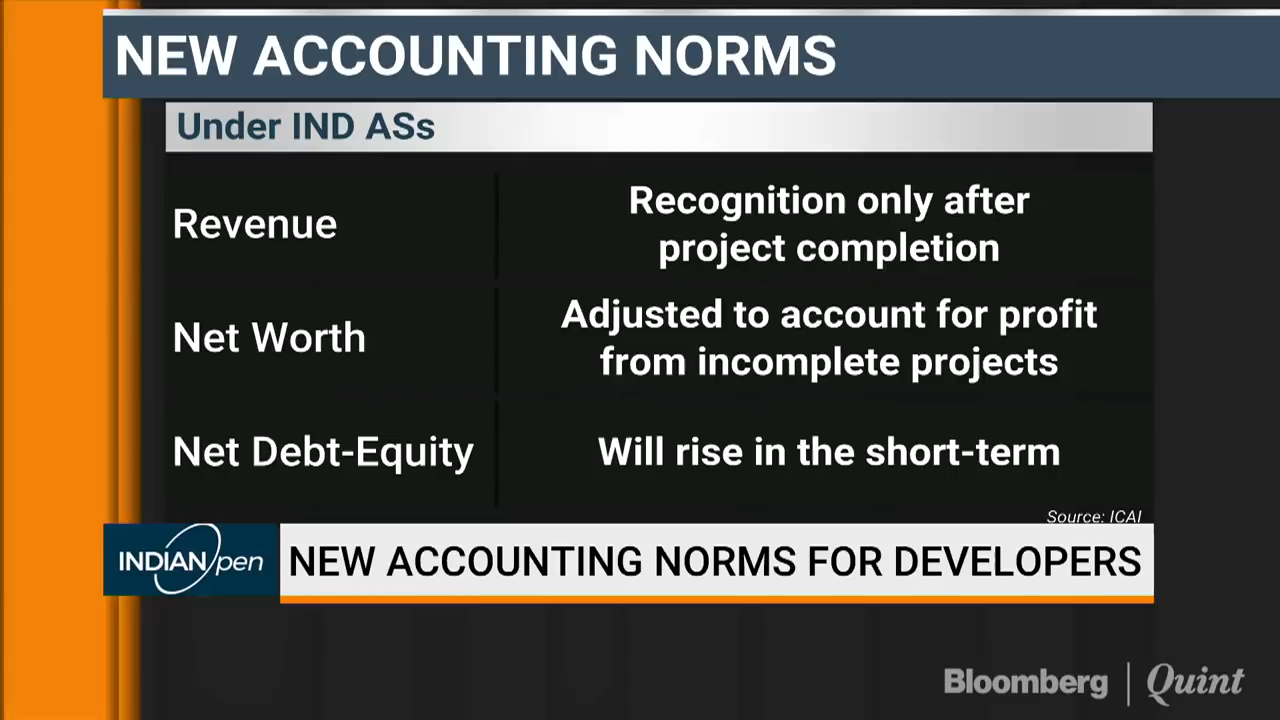 NEW ACCOUNTING NORMS
Under IND ASs
Revenue
Recognition only after
project completion
Net Worth
Adjusted to account for profit
from incomplete projects
Net Debt-Equity
Will rise in the short-term
Source: ICAI
INDIAN Open
NEW ACCOUNTING NORMS FOR DEVELOPERS
Bloomberg | Quint